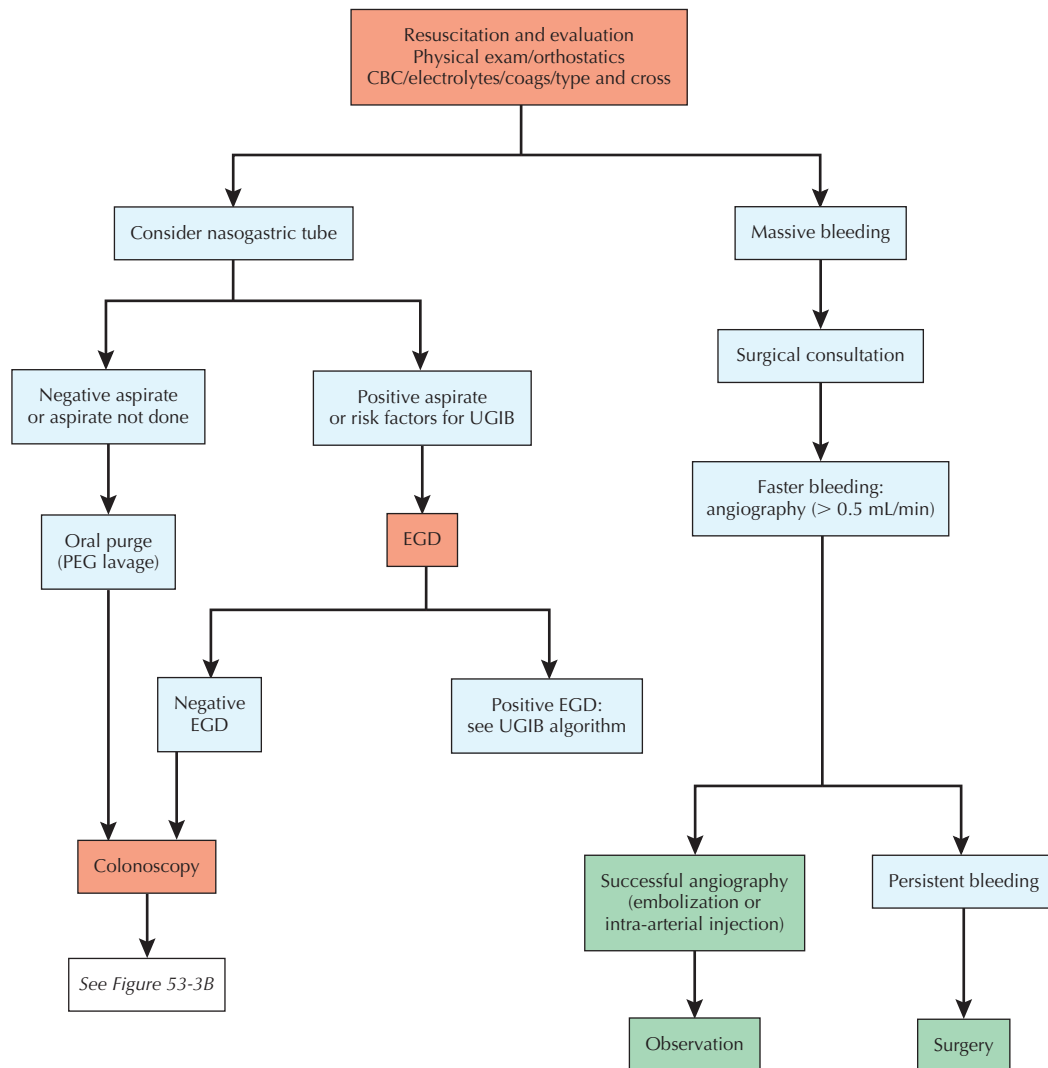 Resuscitation and evaluation
Physical exam/orthostatics
CBC/electrolytes/coags/type and cross
Consider nasogastric tube
Massive bleeding
Surgical consultation
Negative aspirate
or aspirate not done
Positive aspirate
or risk factors for UGIB
Faster bleeding:
angiography (> 0.5 mL/min)
Oral purge
(PEG lavage)
EGD
Negative
EGD
Positive EGD:
see UGIB algorithm
Colonoscopy
Successful angiography
(embolization or
intra-arterial injection)
Persistent bleeding
See Figure 53-3B
Observation
Surgery